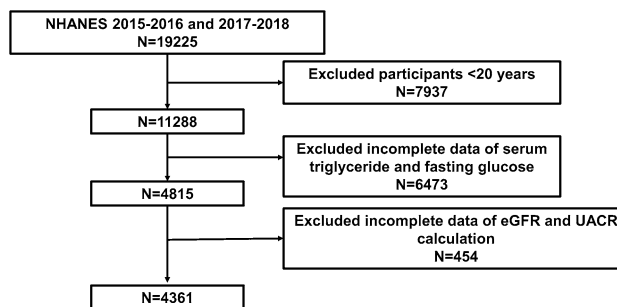 NHANES 2015-2016 and 2017-2018
N=19225
Excluded participants <20 years
N=7937
N=11288
Excluded incomplete data of serum
triglyceride and fasting glucose
N=6473
N=4815
Excluded incomplete data of eGFR and UACR
calculation
N=454
N=4361